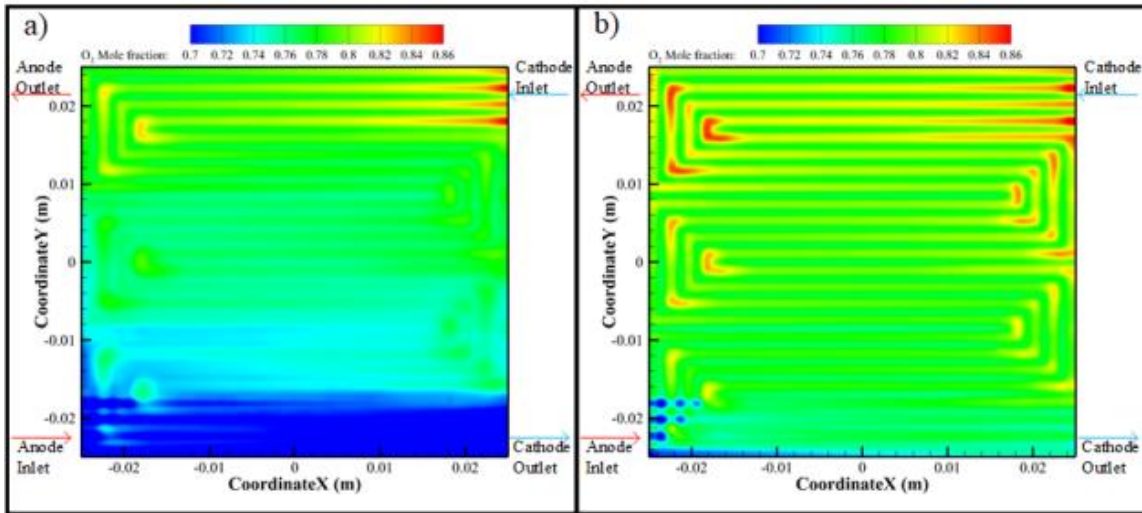 a)
0.7 0.72 0.74 0.76 0.78 0.8 0.82 0.84 0.86
O₂ Mole fraction:
Anode
Outlet
Cathode
Inlet
0.02
0.01
0
-0.01
-0.02
CoordinateY (m)
Anode
Inlet
Cathode
Outlet
-0.02 -0.01 0 0.01 0.02
CoordinateX (m)
b)
0.7 0.72 0.74 0.76 0.78 0.8 0.82 0.84 0.86
O₂ Mole fraction:
Anode
Outlet
Cathode
Inlet
0.02
0.01
0
-0.01
-0.02
CoordinateY (m)
Anode
Inlet
Cathode
Outlet
-0.02 -0.01 0 0.01 0.02
CoordinateX (m)